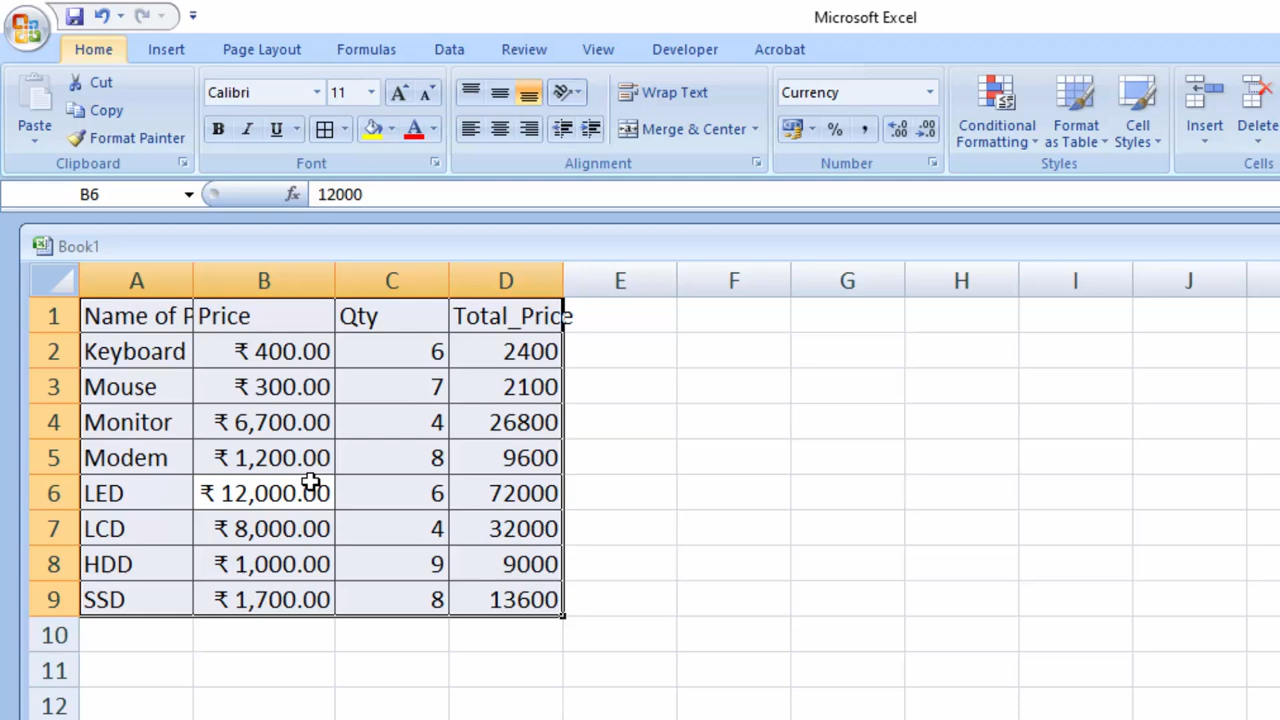 Microsoft Excel
Home Insert Page Layout Formulas Data Review View Developer Acrobat
Paste
Cut
Copy
Format Painter
Clipboard
Calibri 11 A A
B I U A
Font
Wrap Text
Merge & Center
Alignment
Currency
% , .00 .00
Number
Conditional Formatting
Format as Table
Cell Styles
Styles
Insert
Delete
Cells
B6 fx 12000
Book1
A B C D E F G H I J
1 Name of P Price Qty Total_Price
2 Keyboard ₹ 400.00 6 2400
3 Mouse ₹ 300.00 7 2100
4 Monitor ₹ 6,700.00 4 26800
5 Modem ₹ 1,200.00 8 9600
6 LED ₹ 12,000.00 6 72000
7 LCD ₹ 8,000.00 4 32000
8 HDD ₹ 1,000.00 9 9000
9 SSD ₹ 1,700.00 8 13600
10
11
12